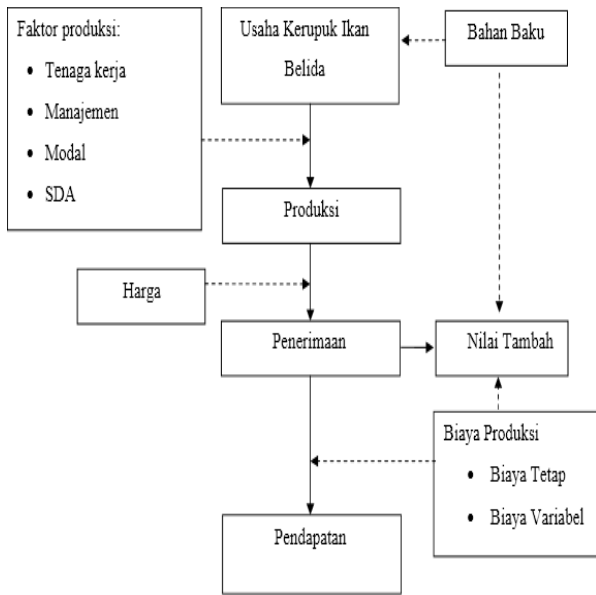 Faktor produksi:
• Tenaga kerja
• Manajemen
• Modal
• SDA
Usaha Kerupuk Ikan
Belida
Bahan Baku
Produksi
Harga
Penerimaan
Nilai Tambah
Biaya Produksi
• Biaya Tetap
• Biaya Variabel
Pendapatan